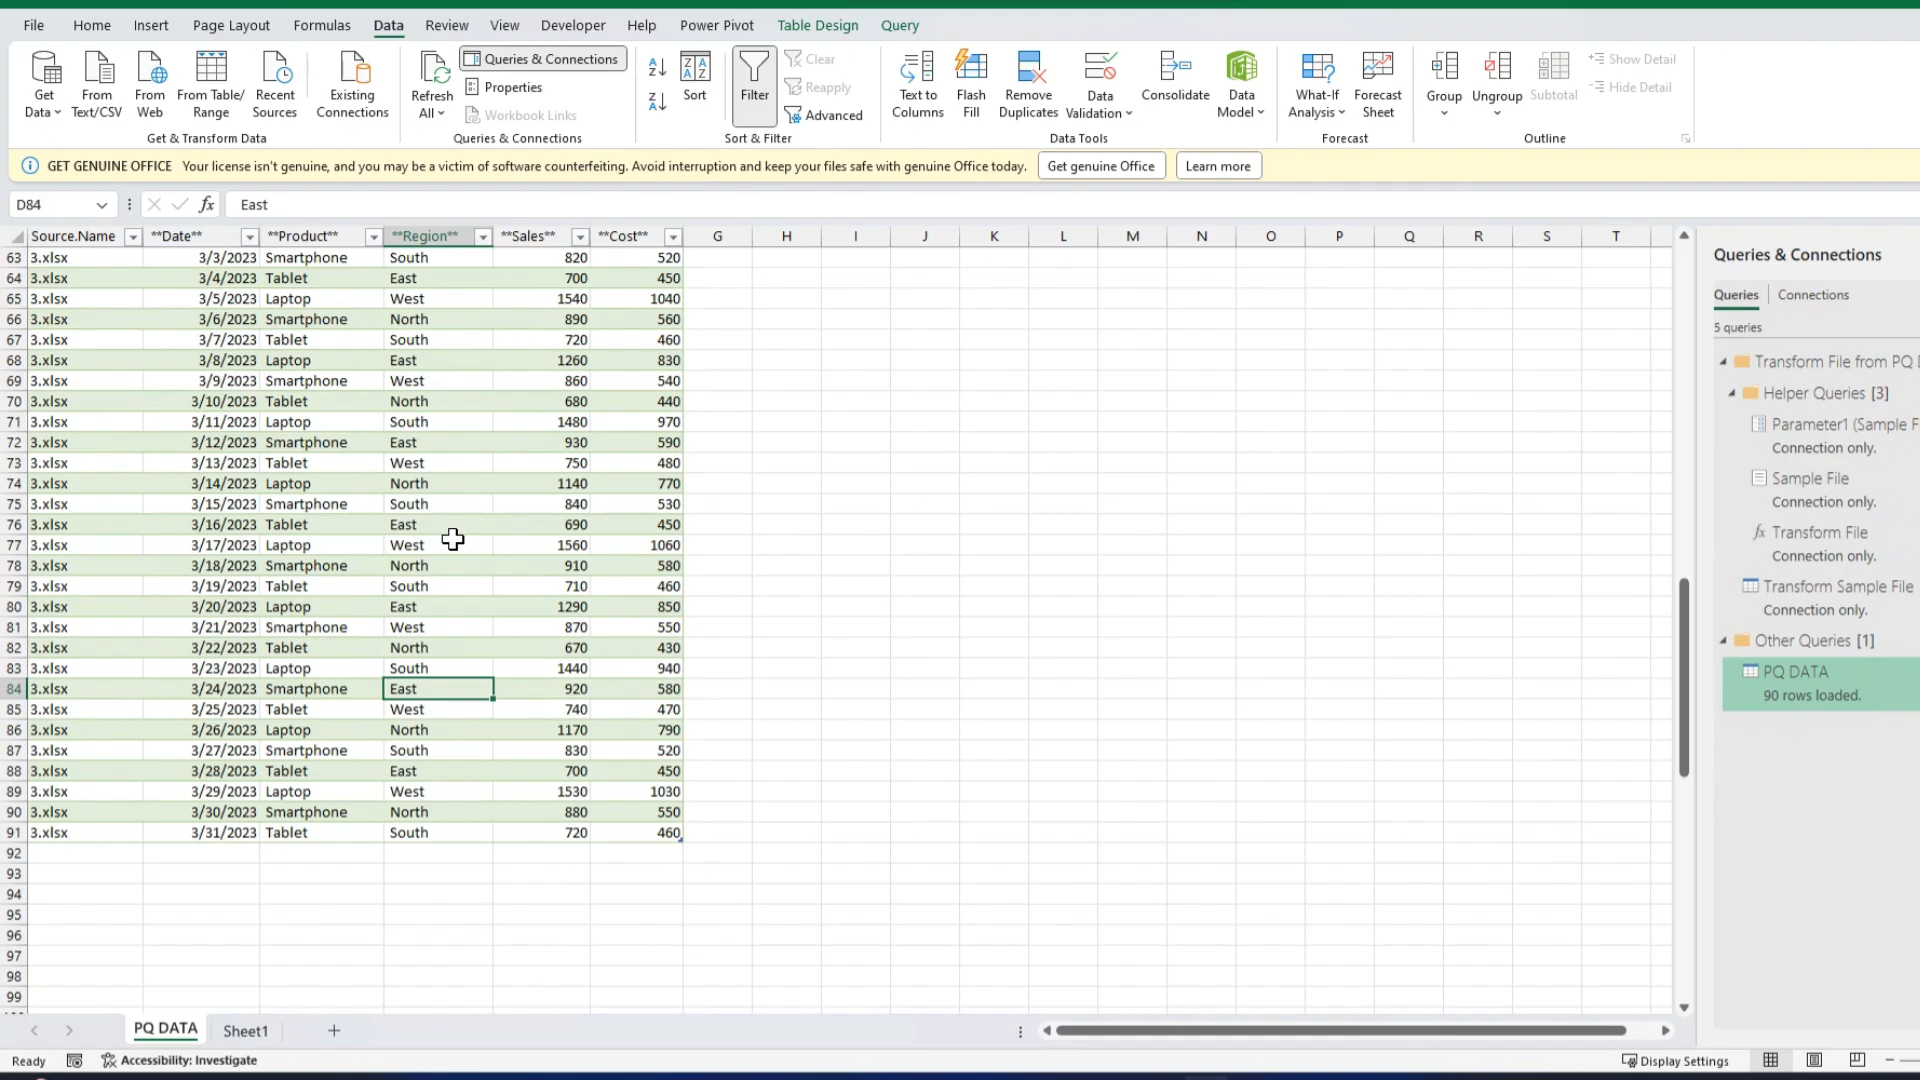 File Home Insert Page Layout Formulas Data Review View Developer Help Power Pivot Table Design Query
Get Data From Text/CSV From Web From Table/ Range Recent Sources Existing Connections
Get & Transform Data
Refresh All Queries & Connections Properties Workbook Links
Queries & Connections
Sort Filter Clear Reapply Advanced
Sort & Filter
Text to Columns Flash Fill Remove Duplicates Data Validation Consolidate Data Model
Data Tools
What-If Analysis Forecast Sheet
Forecast
Group Ungroup Subtotal Show Detail Hide Detail
Outline
GET GENUINE OFFICE Your license isn't genuine, and you may be a victim of software counterfeiting. Avoid interruption and keep your files safe with genuine Office today. Get genuine Office Learn more
D84 fx East
Source.Name **Date** **Product** **Region** **Sales** **Cost** G H I J K L M N O P Q R S T
63 3.xlsx 3/3/2023 Smartphone South 820 520
64 3.xlsx 3/4/2023 Tablet East 700 450
65 3.xlsx 3/5/2023 Laptop West 1540 1040
66 3.xlsx 3/6/2023 Smartphone North 890 560
67 3.xlsx 3/7/2023 Tablet South 720 460
68 3.xlsx 3/8/2023 Laptop East 1260 830
69 3.xlsx 3/9/2023 Smartphone West 860 540
70 3.xlsx 3/10/2023 Tablet North 680 440
71 3.xlsx 3/11/2023 Laptop South 1480 970
72 3.xlsx 3/12/2023 Smartphone East 930 590
73 3.xlsx 3/13/2023 Tablet West 750 480
74 3.xlsx 3/14/2023 Laptop North 1140 770
75 3.xlsx 3/15/2023 Smartphone South 840 530
76 3.xlsx 3/16/2023 Tablet East 690 450
77 3.xlsx 3/17/2023 Laptop West 1560 1060
78 3.xlsx 3/18/2023 Smartphone North 910 580
79 3.xlsx 3/19/2023 Tablet South 710 460
80 3.xlsx 3/20/2023 Laptop East 1290 850
81 3.xlsx 3/21/2023 Smartphone West 870 550
82 3.xlsx 3/22/2023 Tablet North 670 430
83 3.xlsx 3/23/2023 Laptop South 1440 940
84 3.xlsx 3/24/2023 Smartphone East 920 580
85 3.xlsx 3/25/2023 Tablet West 740 470
86 3.xlsx 3/26/2023 Laptop North 1170 790
87 3.xlsx 3/27/2023 Smartphone South 830 520
88 3.xlsx 3/28/2023 Tablet East 700 450
89 3.xlsx 3/29/2023 Laptop West 1530 1030
90 3.xlsx 3/30/2023 Smartphone North 880 550
91 3.xlsx 3/31/2023 Tablet South 720 460
92
93
94
95
96
97
98
99
Queries & Connections
Queries Connections
5 queries
Transform File from PQ
Helper Queries [3]
Parameter1 (Sample F
Connection only.
Sample File
Connection only.
fx Transform File
Connection only.
Transform Sample File
Connection only.
Other Queries [1]
PQ DATA
90 rows loaded.
PQ DATA Sheet1
Ready Accessibility: Investigate Display Settings